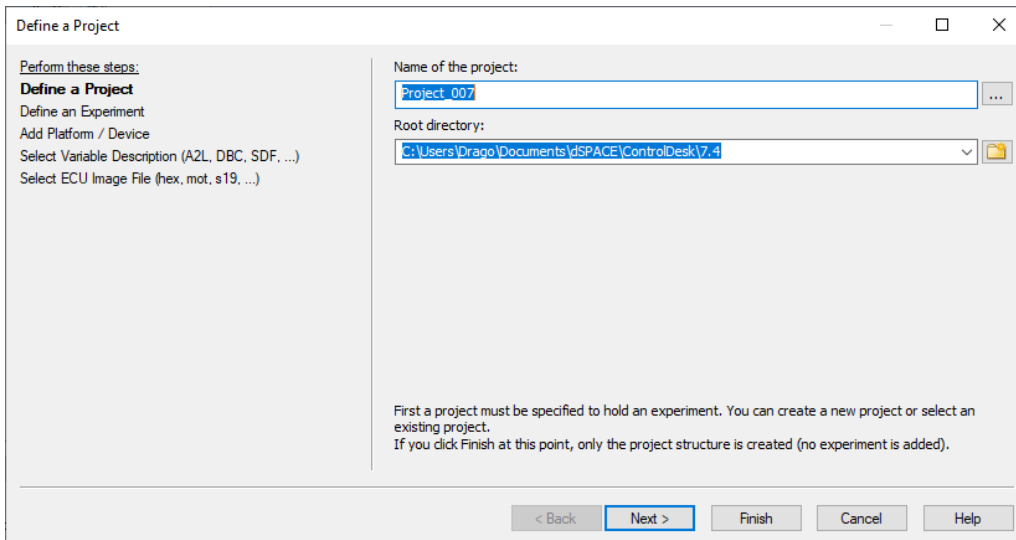 Define a Project
Perform these steps:
Define a Project
Define an Experiment
Add Platform / Device
Select Variable Description (A2L, DBC, SDF, ...)
Select ECU Image File (hex, mot, s19, ...)
Name of the project:
Project_007
...
Root directory:
C:\Users\Drago\Documents\dSPACE\ControlDesk\7.4
First a project must be specified to hold an experiment. You can create a new project or select an
existing project.
If you click Finish at this point, only the project structure is created (no experiment is added).
< Back
Next >
Finish
Cancel
Help